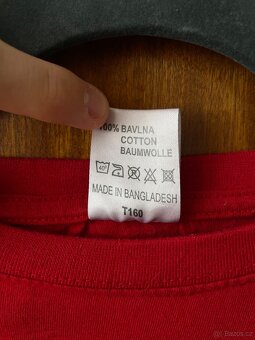 100% BAVLNA
COTTON
BAUMWOLLE
40°
MADE IN BANGLADESH
T160